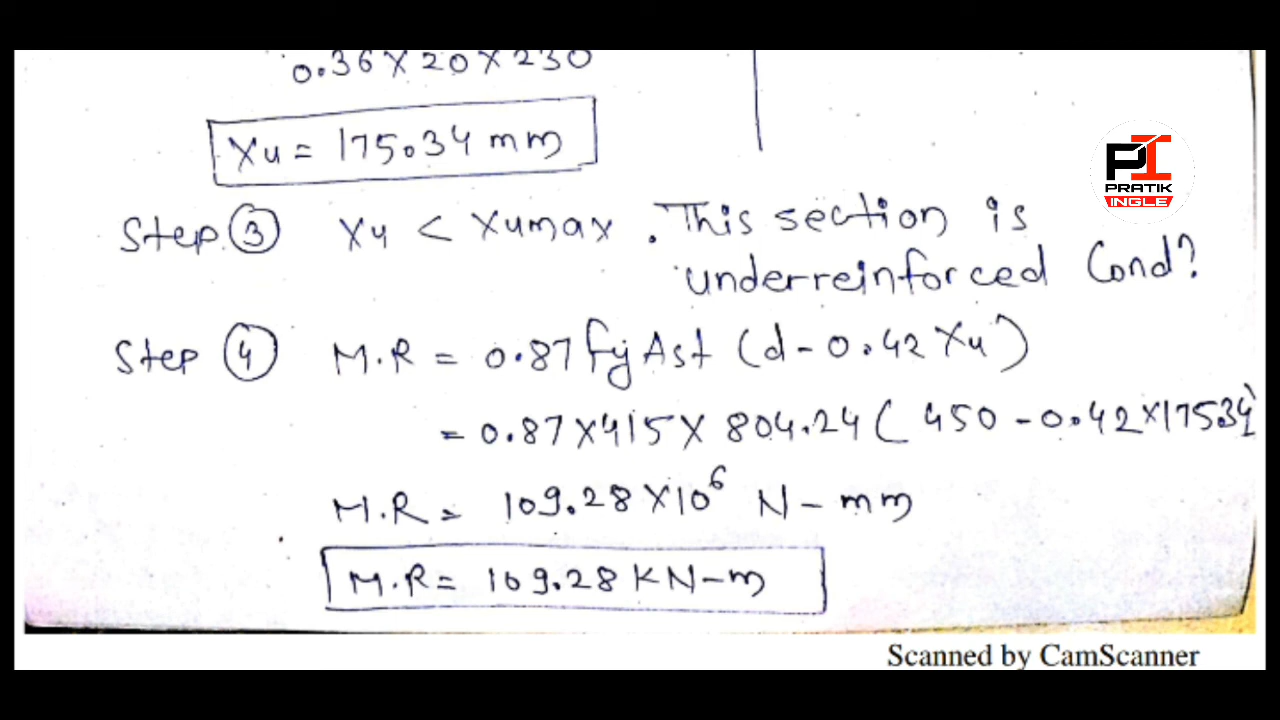 0.36 X 20 X 230
Xu = 175.34 mm
PI
PRATIK
INGLE
Step. ③ Xu < Xumax. This section is
underreinforced Cond?
Step ④ M.R = 0.87 fy Ast (d - 0.42 Xu)
= 0.87 X 415 X 804.24 ( 450 - 0.42 X 175.34)
M.R = 109.28 X 10⁶ N - mm
M.R = 109.28 KN-m
Scanned by CamScanner